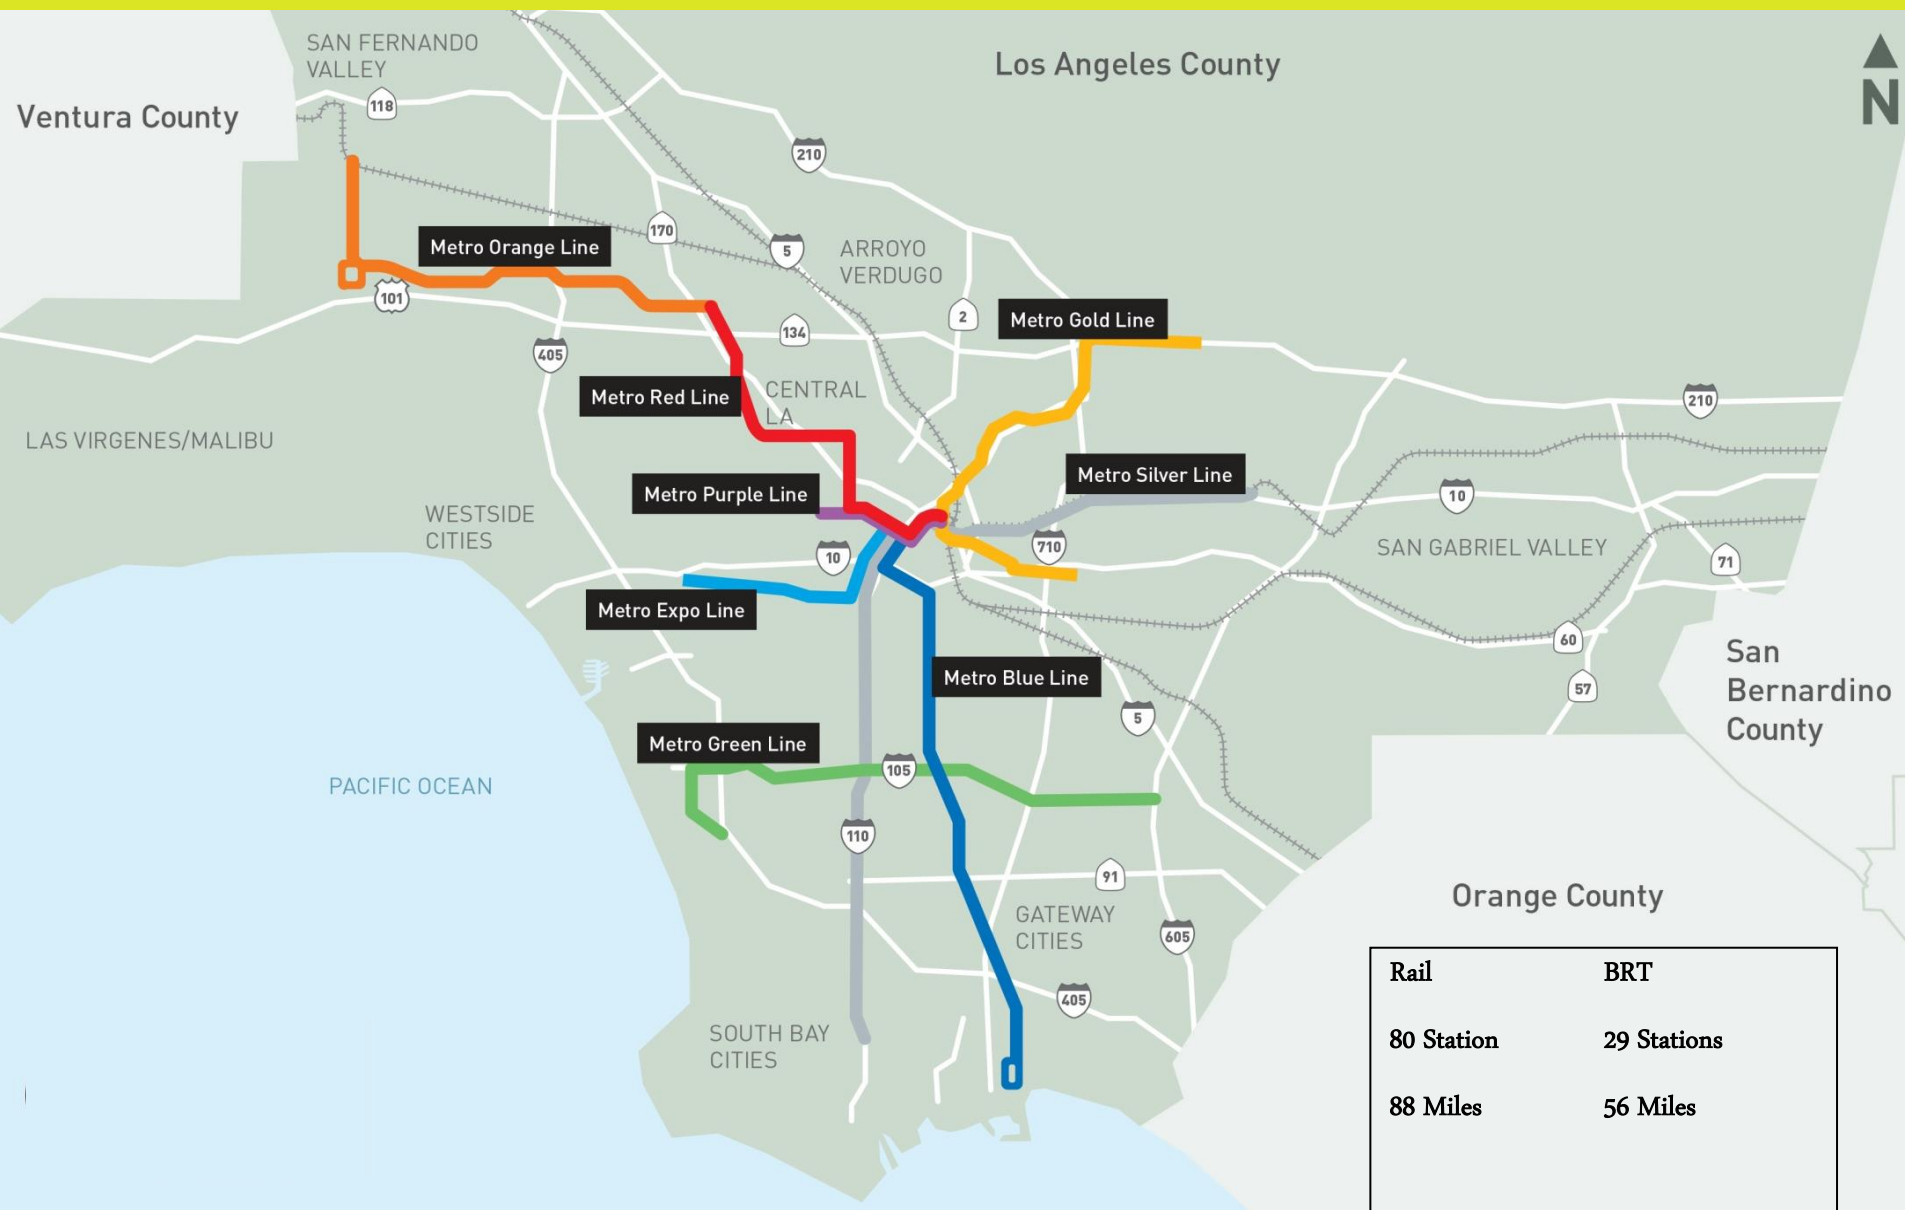 SAN FERNANDO
VALLEY
Los Angeles County
N
Ventura County
118
210
170
5
Metro Orange Line
ARROYO
VERDUGO
101
2
Metro Gold Line
134
405
Metro Red Line
CENTRAL
LA
210
LAS VIRGENES/MALIBU
Metro Silver Line
Metro Purple Line
10
WESTSIDE
CITIES
10
710
SAN GABRIEL VALLEY
71
Metro Expo Line
60
San
Bernardino
County
Metro Blue Line
57
5
Metro Green Line
105
PACIFIC OCEAN
110
91
Orange County
GATEWAY
CITIES
605
405
SOUTH BAY
CITIES
Rail BRT
80 Station 29 Stations
88 Miles 56 Miles